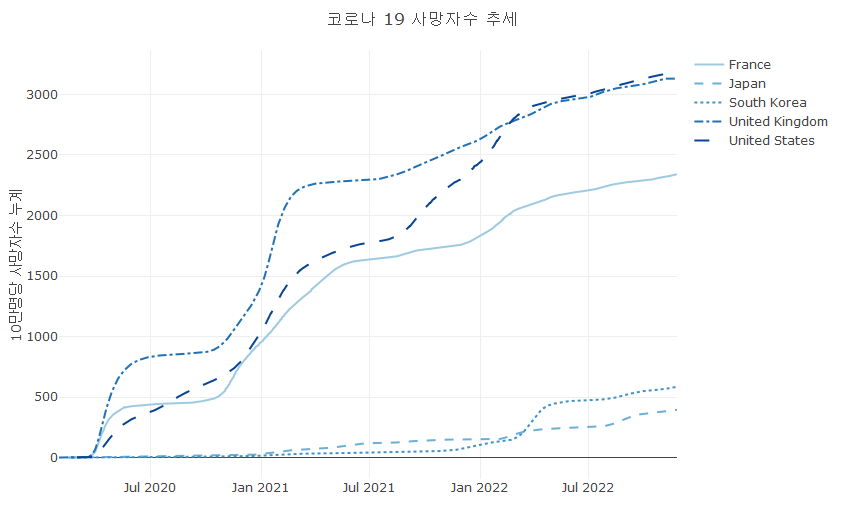 코로나 19 사망자수 추세
10만명당 사망자수 누계
3000
2500
2000
1500
1000
500
0
Jul 2020
Jan 2021
Jul 2021
Jan 2022
Jul 2022
France
Japan
South Korea
United Kingdom
United States